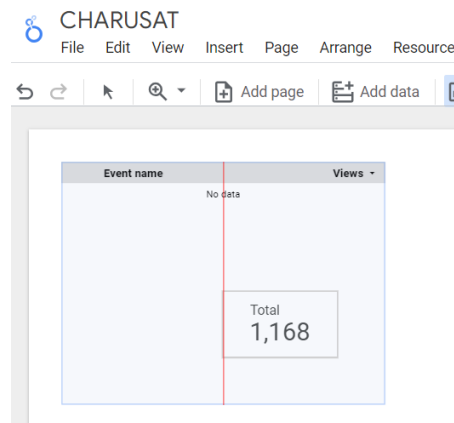 CHARUSAT
File Edit View Insert Page Arrange Resource
Add page Add data
Event name Views
No data
Total
1,168